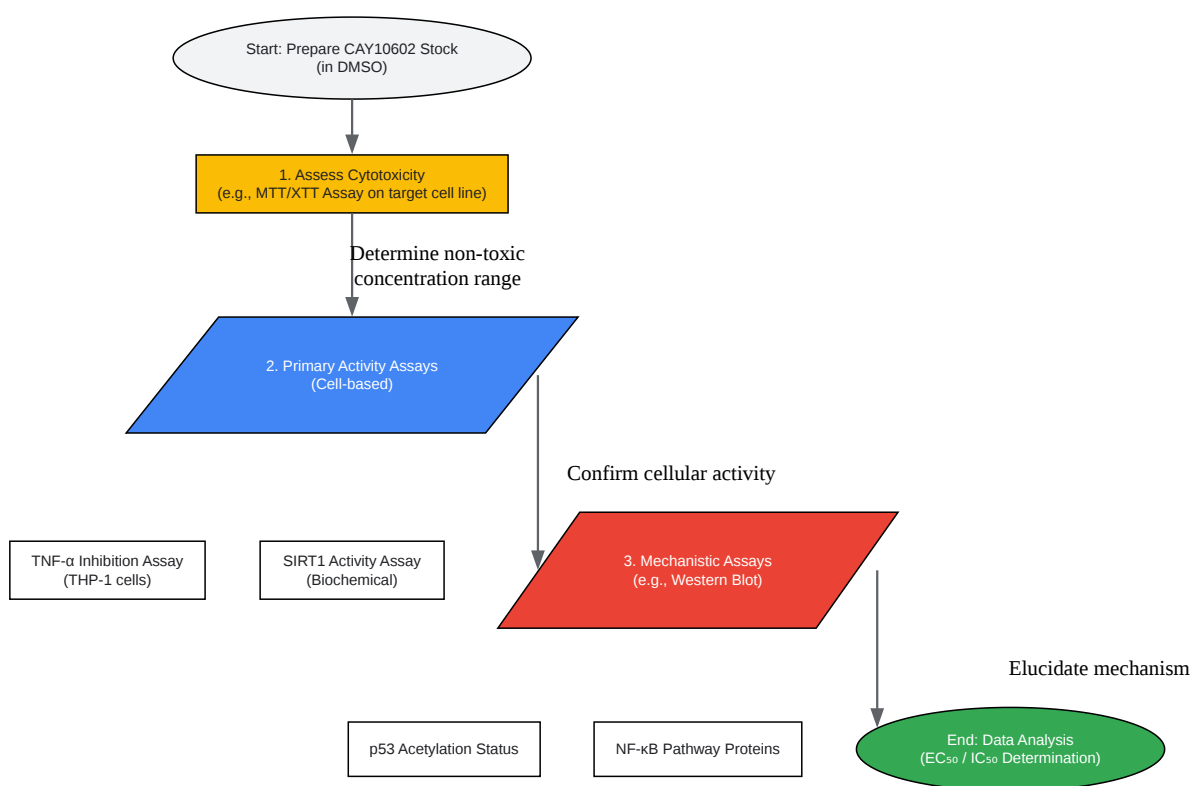 Start: Prepare CAY10602 Stock
(in DMSO)
1. Assess Cytotoxicity
(e.g., MTT/XTT Assay on target cell line)
Determine non-toxic
concentration range
2. Primary Activity Assays
(Cell-based)
Confirm cellular activity
TNF-α Inhibition Assay
(THP-1 cells)
SIRT1 Activity Assay
(Biochemical)
3. Mechanistic Assays
(e.g., Western Blot)
Elucidate mechanism
p53 Acetylation Status
NF-κB Pathway Proteins
End: Data Analysis
(EC₅₀ / IC₅₀ Determination)